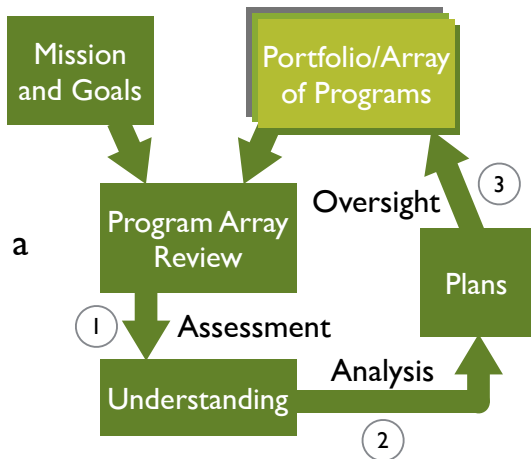 Mission
and Goals
Portfolio/Array
of Programs
Program Array
Review
Oversight
3
a
Plans
1
Assessment
Analysis
Understanding
2